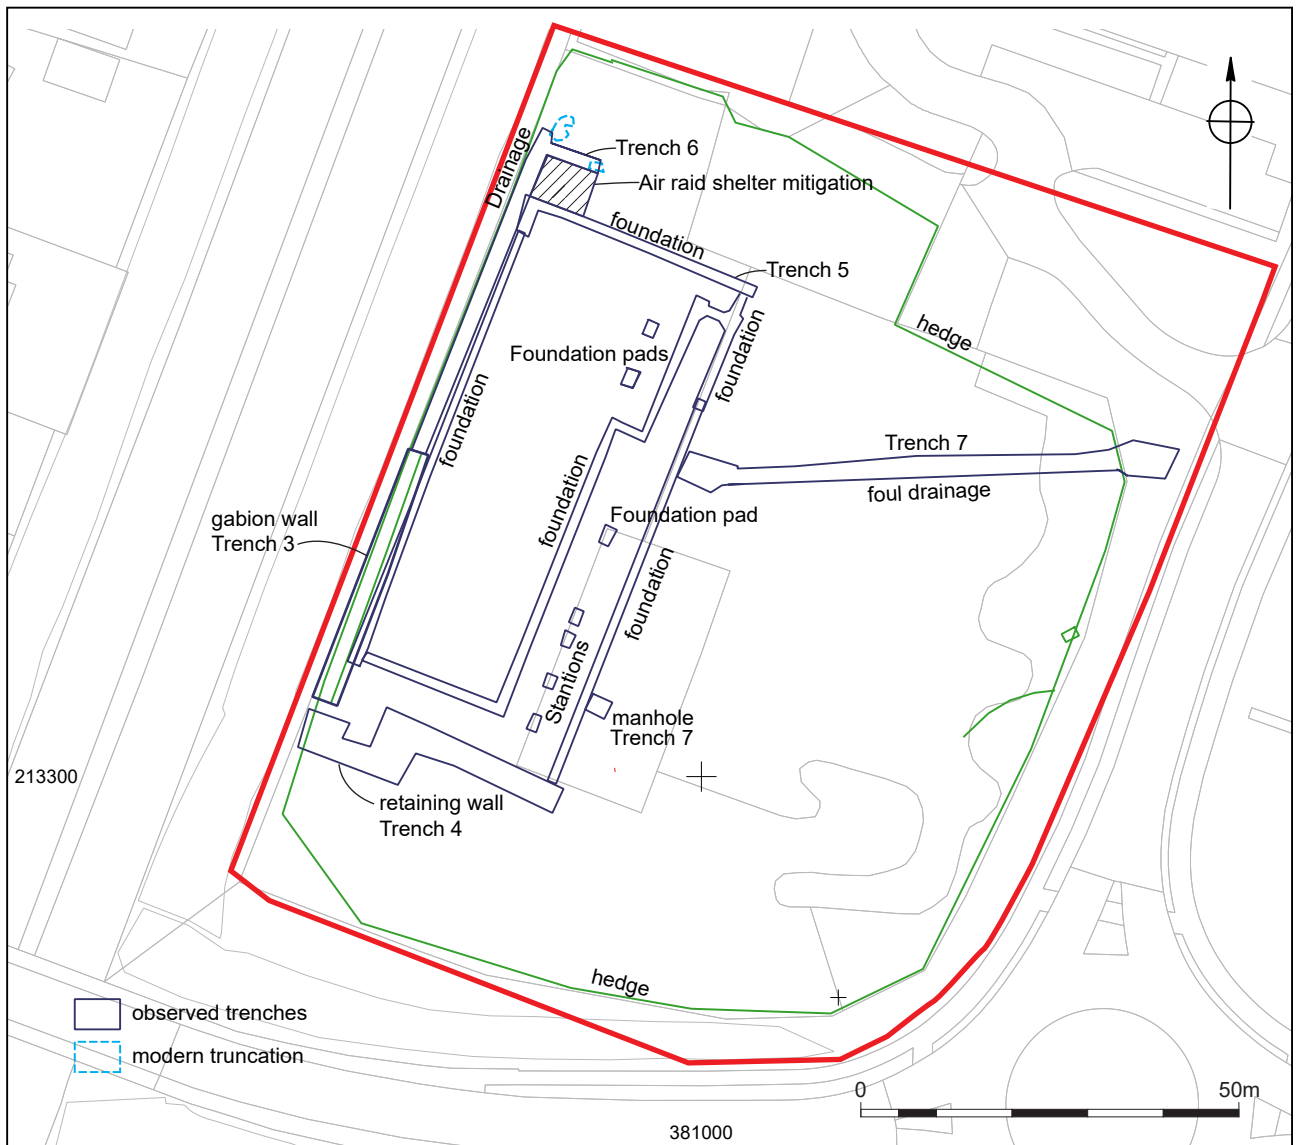 Drainage
Trench 6
Air raid shelter mitigation
foundation
Trench 5
hedge
foundation
Foundation pads
foundation
Trench 7
foul drainage
foundation
Foundation pad
gabion wall
Trench 3
foundation
Stantions
manhole
Trench 7
213300
retaining wall
Trench 4
hedge
observed trenches
modern truncation
0
50m
381000